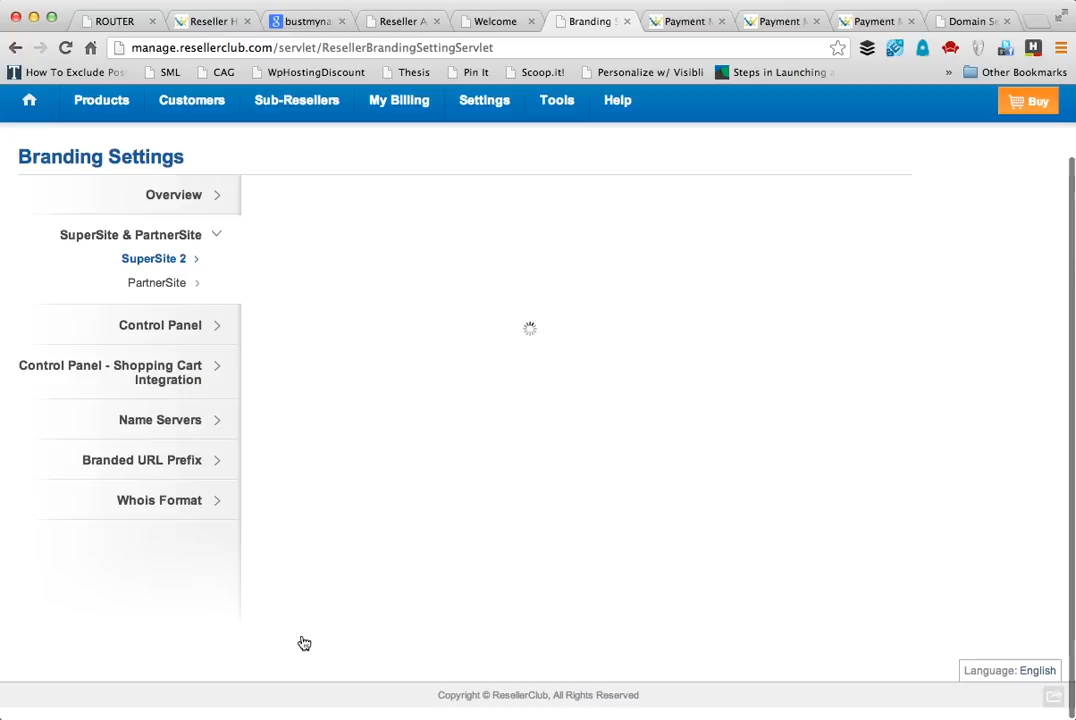 ROUTER
Reseller H
bustmyna
Reseller A
Welcome
Branding S
Payment M
Payment M
Payment M
Domain Se
manage.resellerclub.com/servlet/ResellerBrandingSettingServlet
How To Exclude Pos
SML
CAG
WpHostingDiscount
Thesis
Pin It
Scoop.it!
Personalize w/ Visibli
Steps in Launching a
»
Other Bookmarks
Products
Customers
Sub-Resellers
My Billing
Settings
Tools
Help
Buy
Branding Settings
Overview
SuperSite & PartnerSite
SuperSite 2
PartnerSite
Control Panel
Control Panel - Shopping Cart
Integration
Name Servers
Branded URL Prefix
Whois Format
Language: English
Copyright © ResellerClub, All Rights Reserved